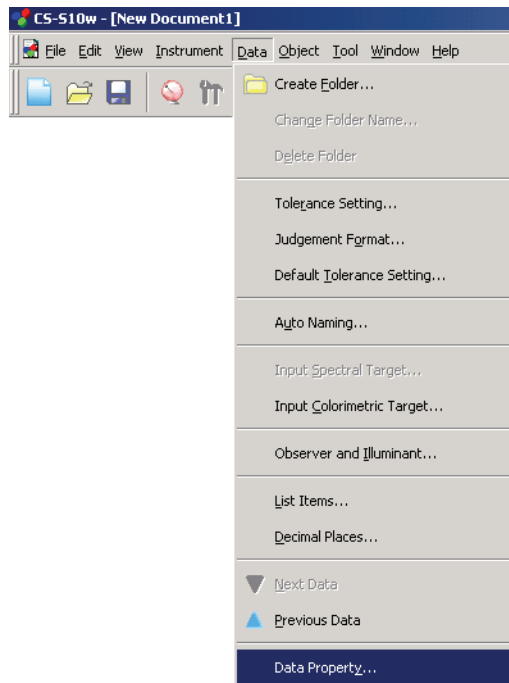 CS-S10w - [New Document1]
File Edit View Instrument Data Object Tool Window Help
Create Folder...
Change Folder Name...
Delete Folder
Tolerance Setting...
Judgement Format...
Default Tolerance Setting...
Auto Naming...
Input Spectral Target...
Input Colorimetric Target...
Observer and Illuminant...
List Items...
Decimal Places...
Next Data
Previous Data
Data Property...